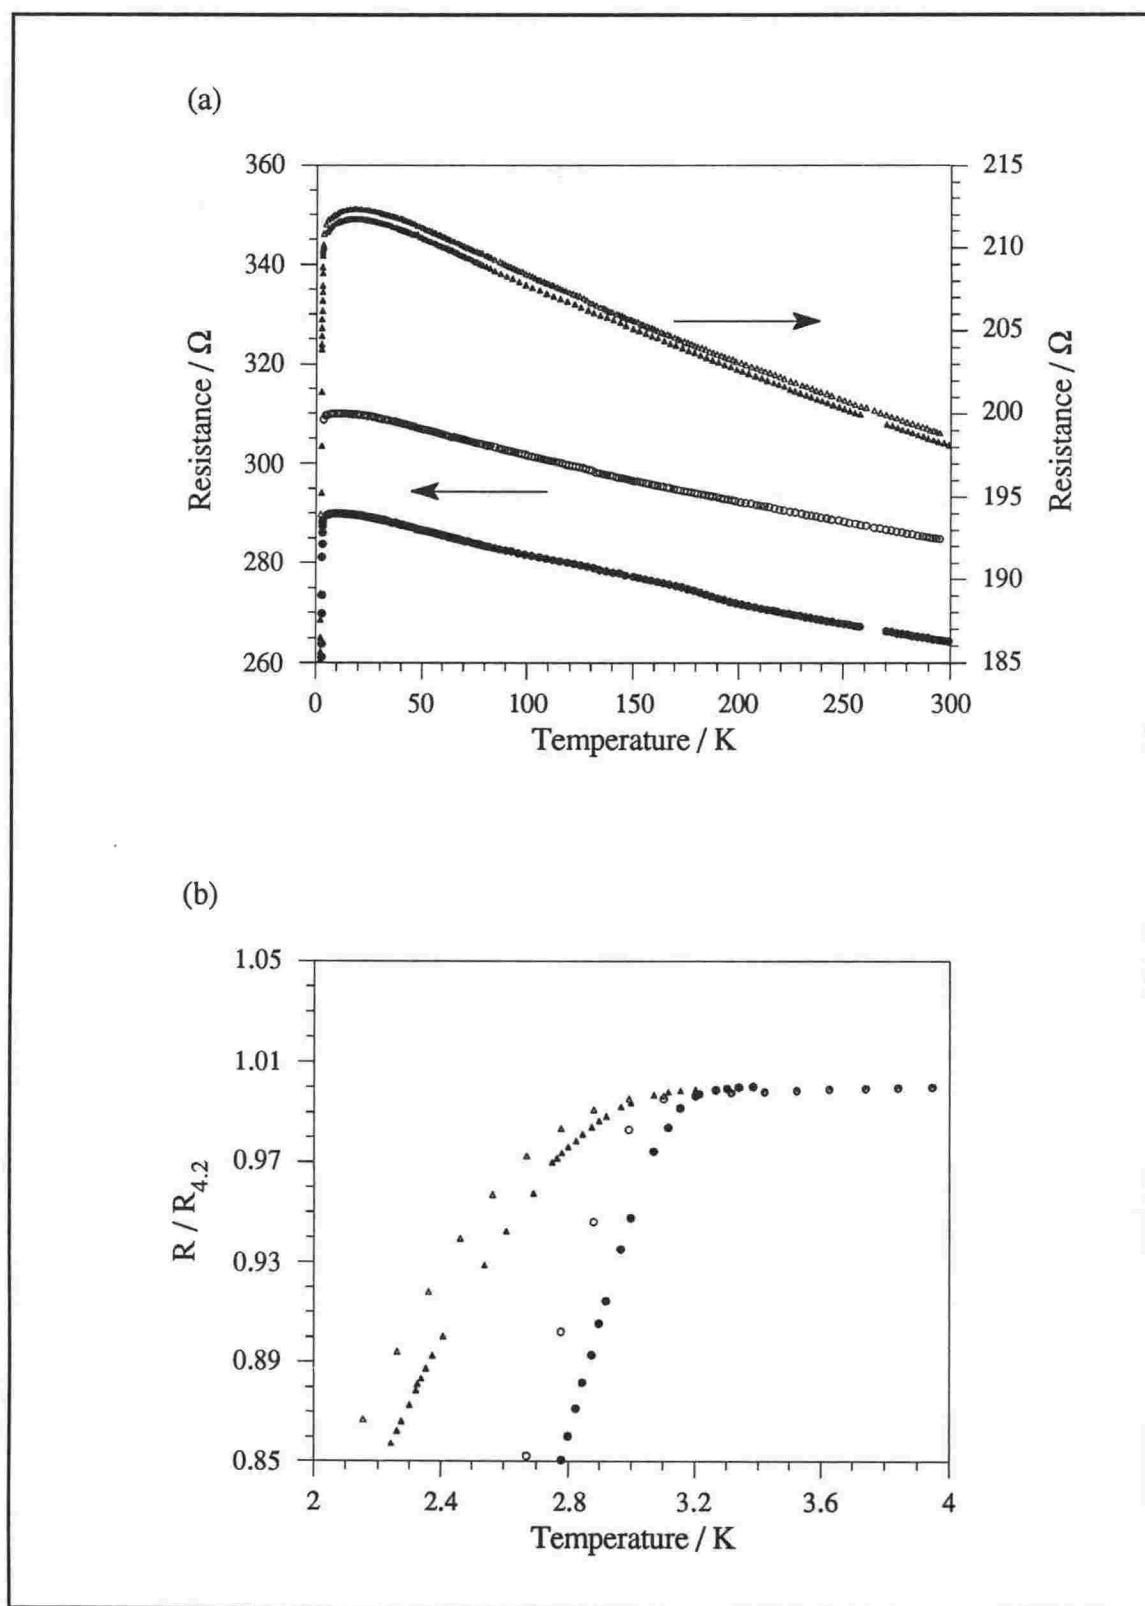 (a)
360
340
320
300
280
260
Resistance / Ω
215
210
205
200
195
190
185
Resistance / Ω
0 50 100 150 200 250 300
Temperature / K
(b)
1.05
1.01
0.97
0.93
0.89
0.85
R / R4.2
2 2.4 2.8 3.2 3.6 4
Temperature / K